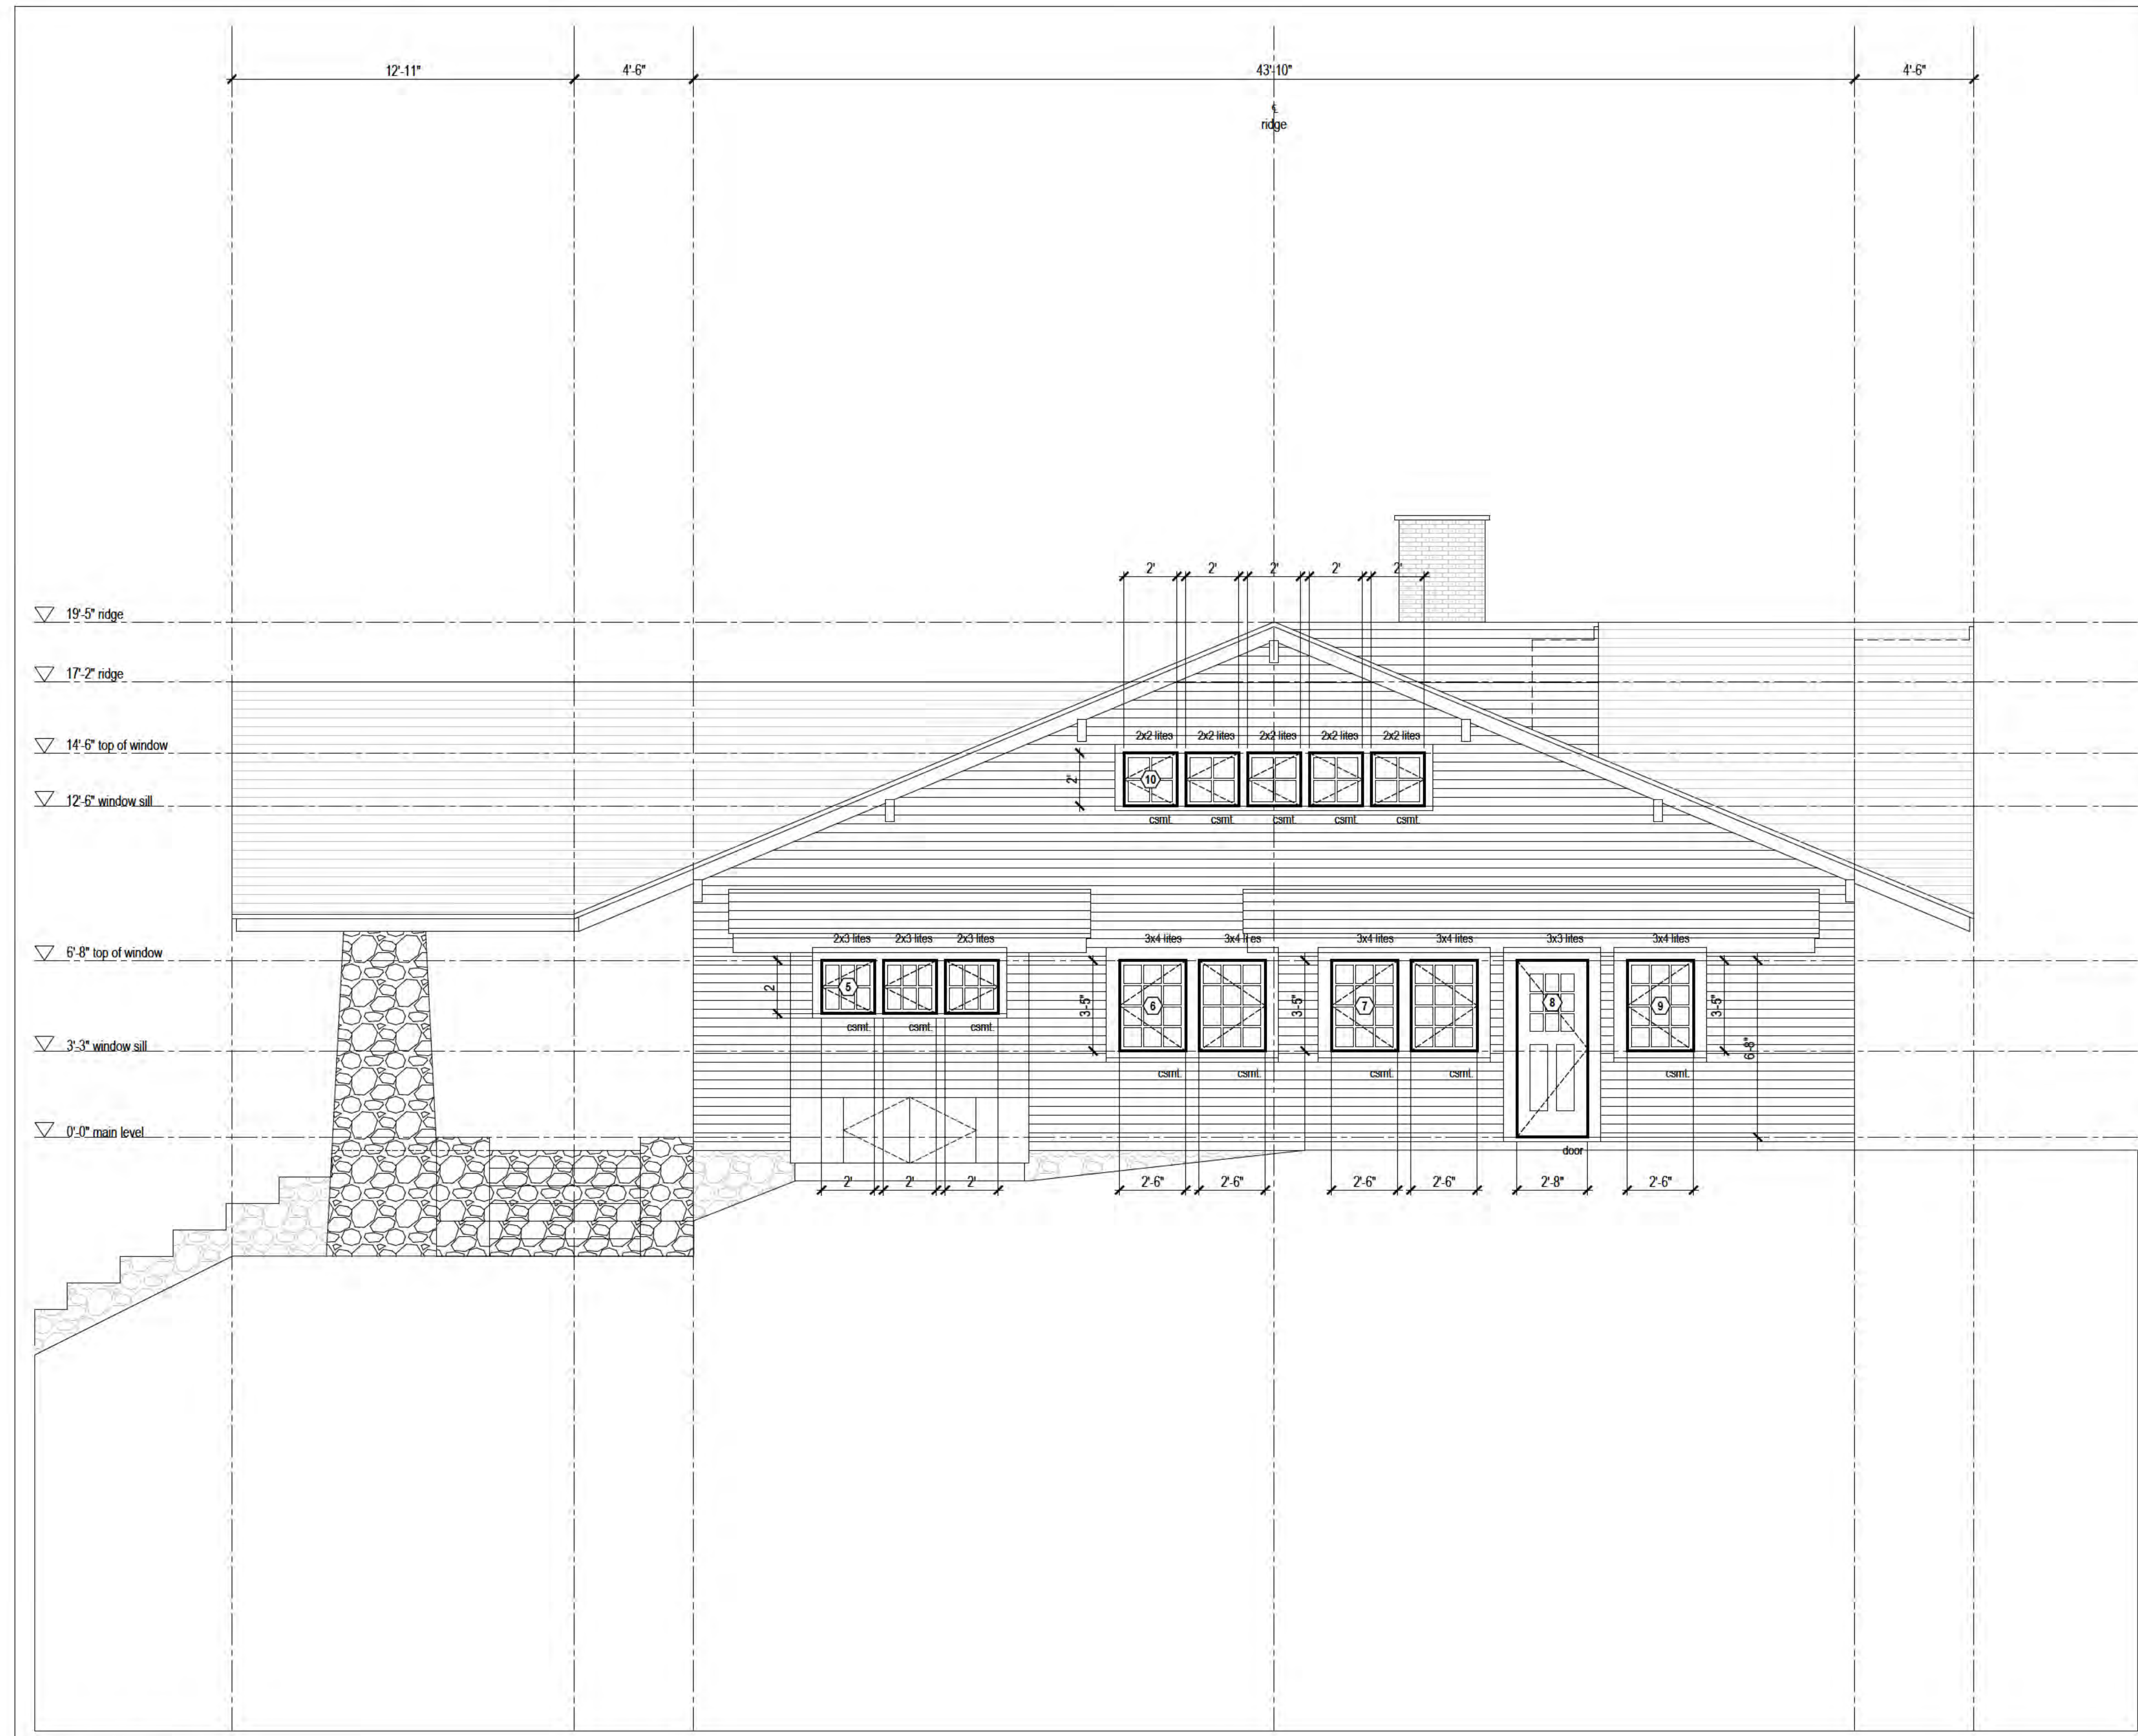 12'-11"
4'-6"
43'-10"
4'-6"
℄
ridge
2' 2' 2' 2' 2'
19'-5" ridge
17'-2" ridge
14'-6" top of window
2x2 lites 2x2 lites 2x2 lites 2x2 lites 2x2 lites
2'
10
12'-6" window sill
csmt. csmt. csmt. csmt. csmt.
2x3 lites 2x3 lites 2x3 lites 3x4 lites 3x4 lites 3x4 lites 3x4 lites 3x3 lites 3x4 lites
6'-8" top of window
2
5
3'-5"
6
3'-5"
7
8
9
3'-5"
csmt. csmt. csmt.
3'-3" window sill
6'-8"
csmt. csmt. csmt. csmt. csmt.
0'-0" main level
door
2' 2' 2' 2'-6" 2'-6" 2'-6" 2'-6" 2'-8" 2'-6"